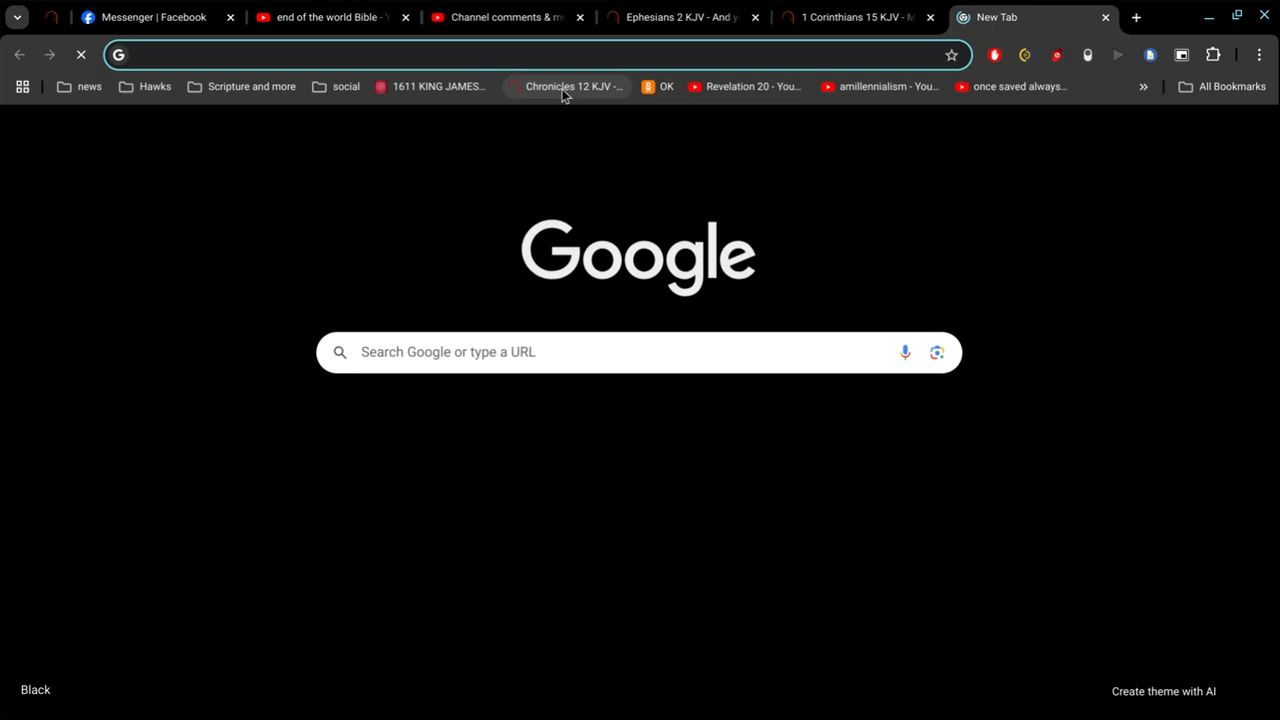 Messenger | Facebook
end of the world Bible - Y
Channel comments & m
Ephesians 2 KJV - And y
1 Corinthians 15 KJV - M
New Tab
news
Hawks
Scripture and more
social
1611 KING JAMES...
Chronicles 12 KJV -...
OK
Revelation 20 - You...
amillennialism - You...
once saved always...
All Bookmarks
Google
Search Google or type a URL
Black
Create theme with AI